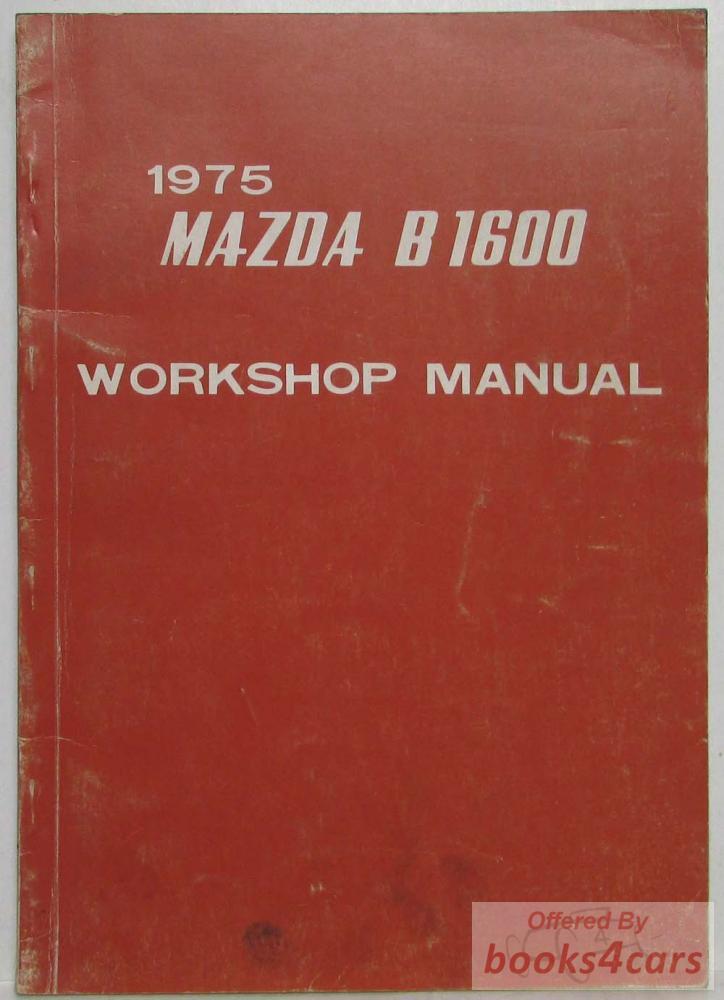 1975
MAZDA B1600
WORKSHOP MANUAL
Offered By
books4cars